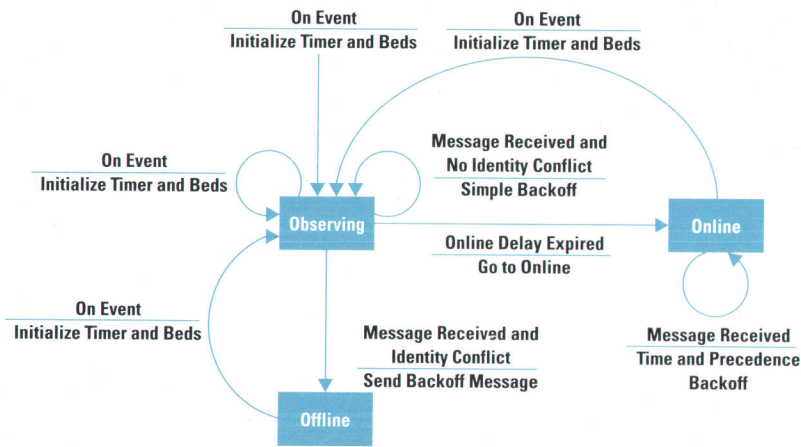 On Event
Initialize Timer and Beds
On Event
Initialize Timer and Beds
On Event
Initialize Timer and Beds
Message Received and
No Identity Conflict
Simple Backoff
Observing
Online
Online Delay Expired
Go to Online
On Event
Initialize Timer and Beds
Message Received and
Identity Conflict
Send Backoff Message
Message Received
Time and Precedence
Backoff
Offline